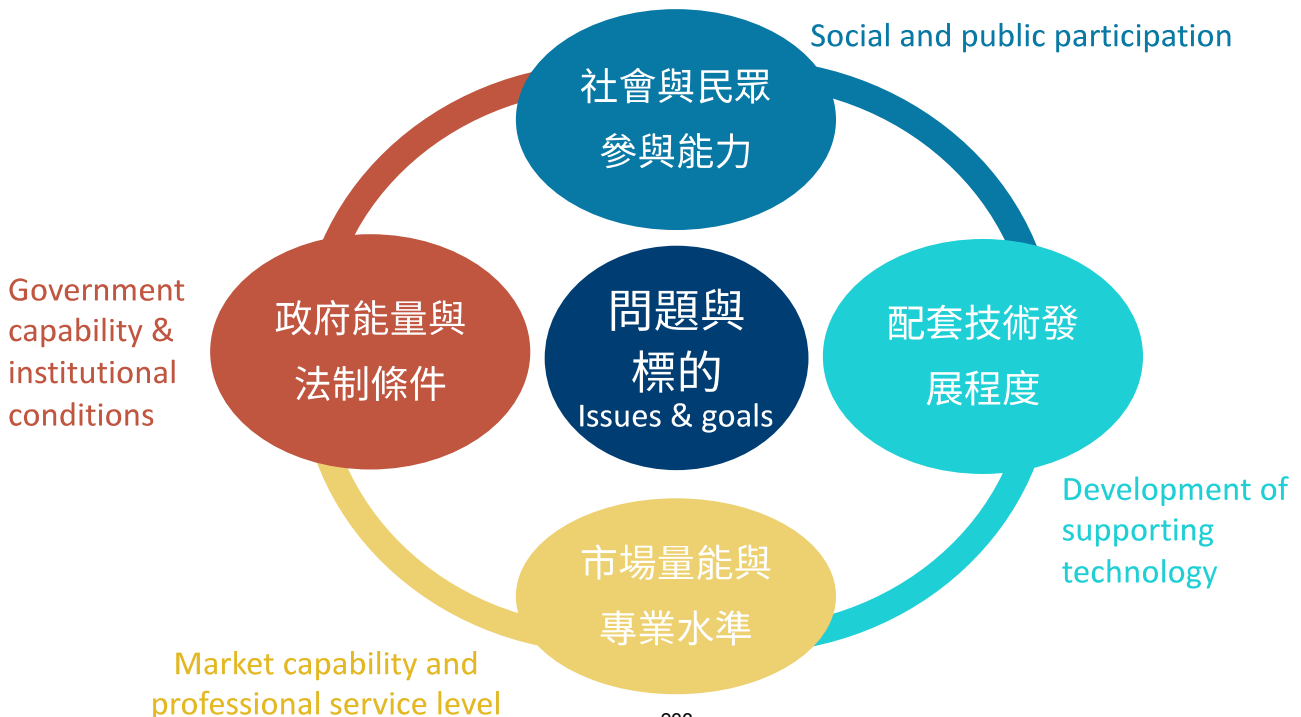 Social and public participation
社會與民眾
參與能力
Government
capability &
institutional
conditions
政府能量與
法制條件
問題與
標的
Issues & goals
配套技術發
展程度
Development of
supporting
technology
市場量能與
專業水準
Market capability and
professional service level